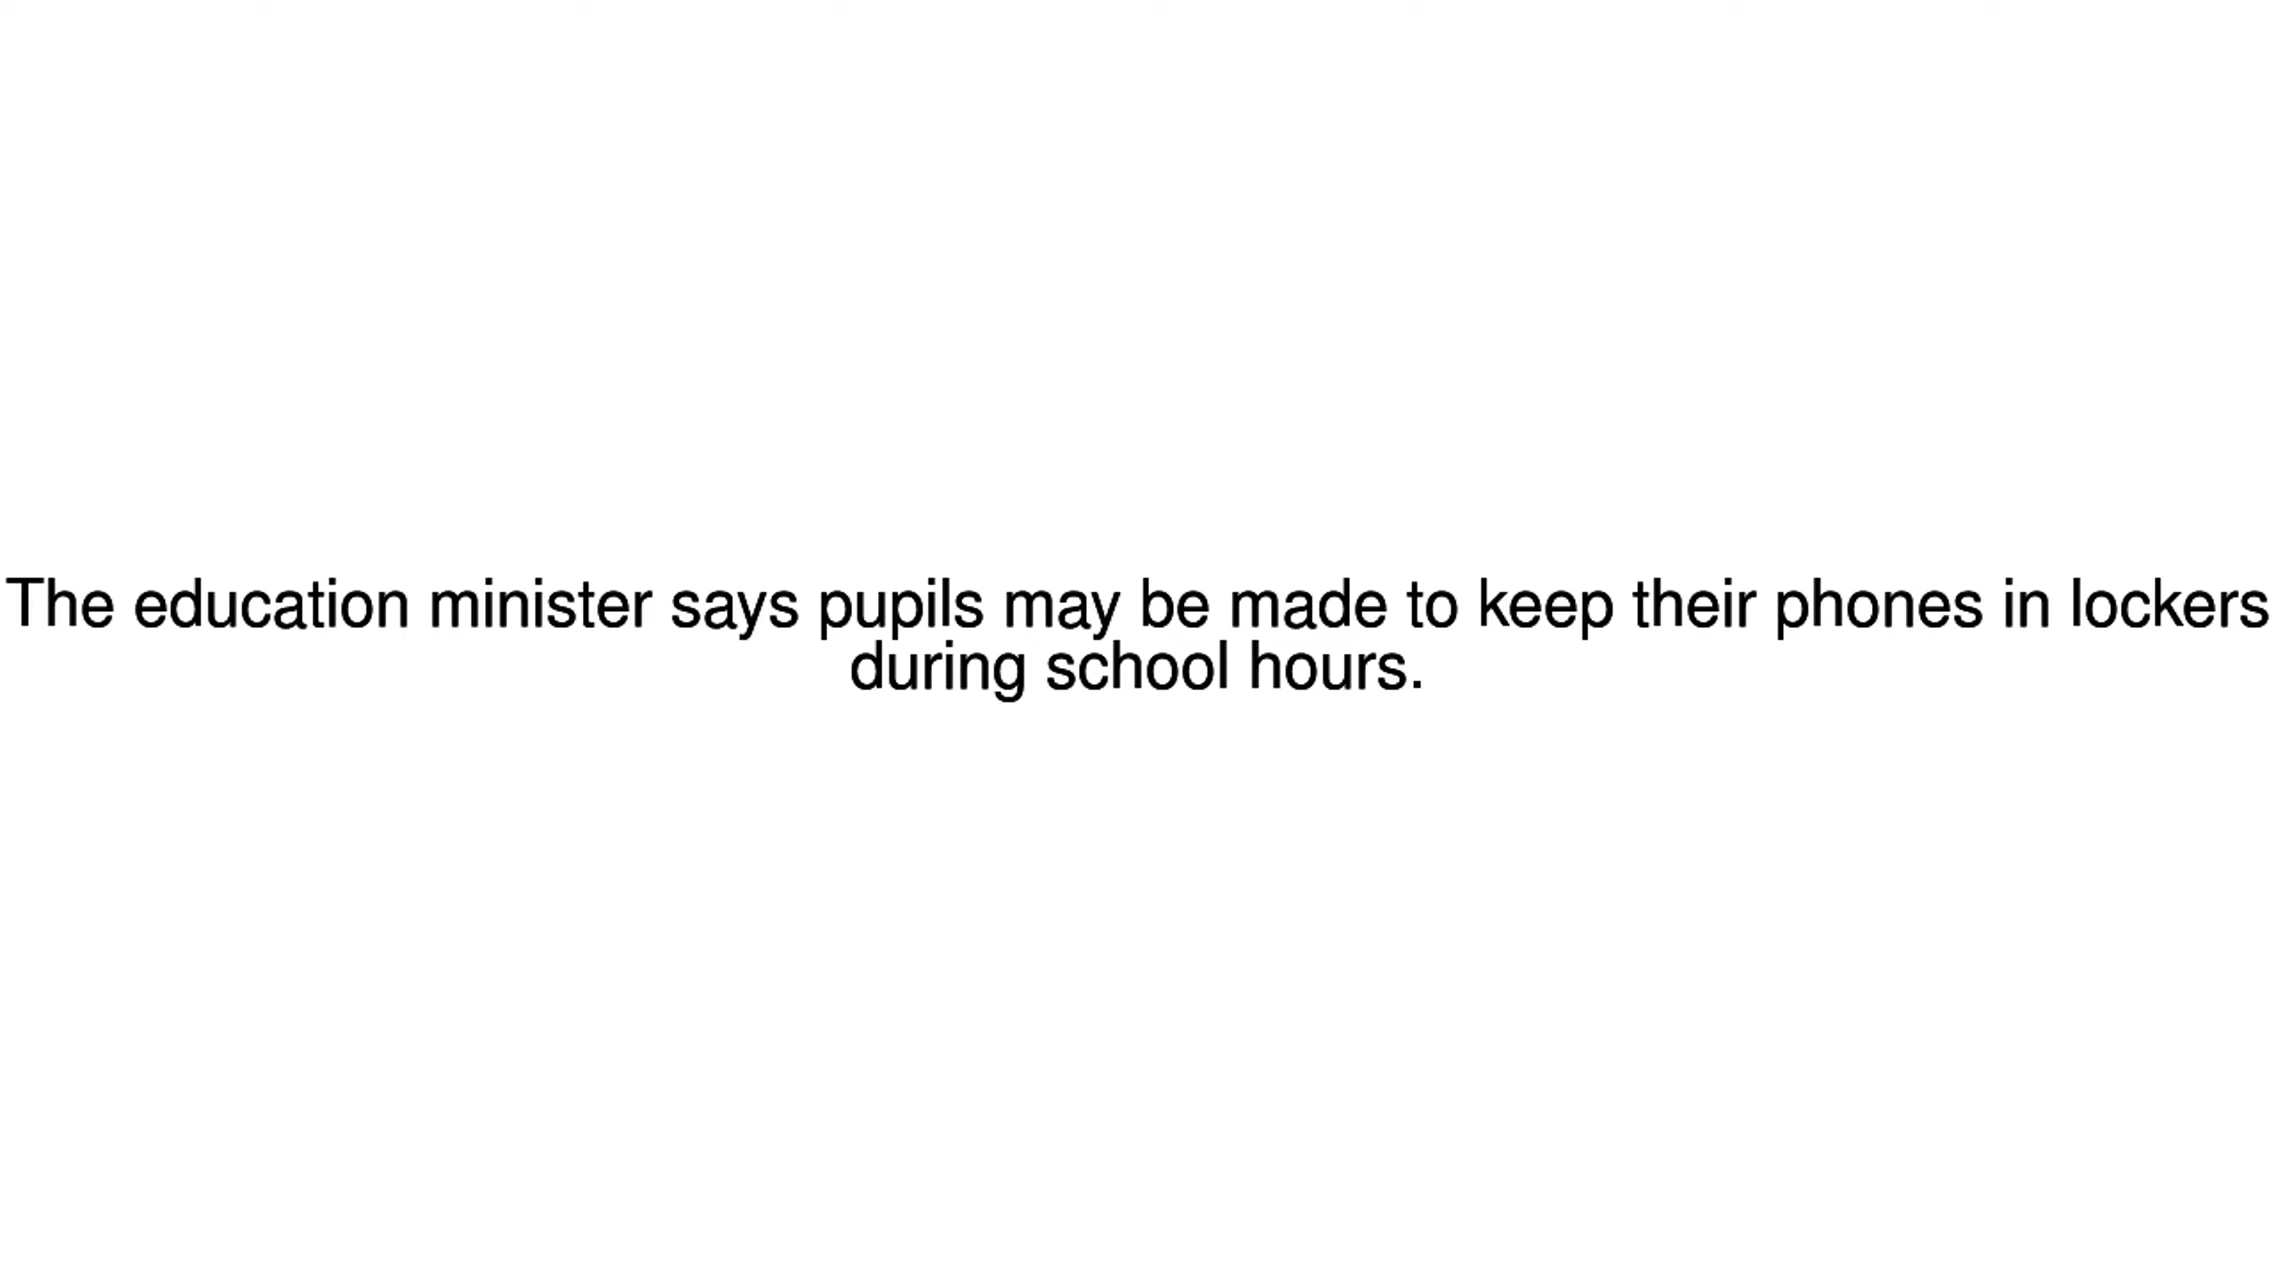 The education minister says pupils may be made to keep their phones in lockers
during school hours.